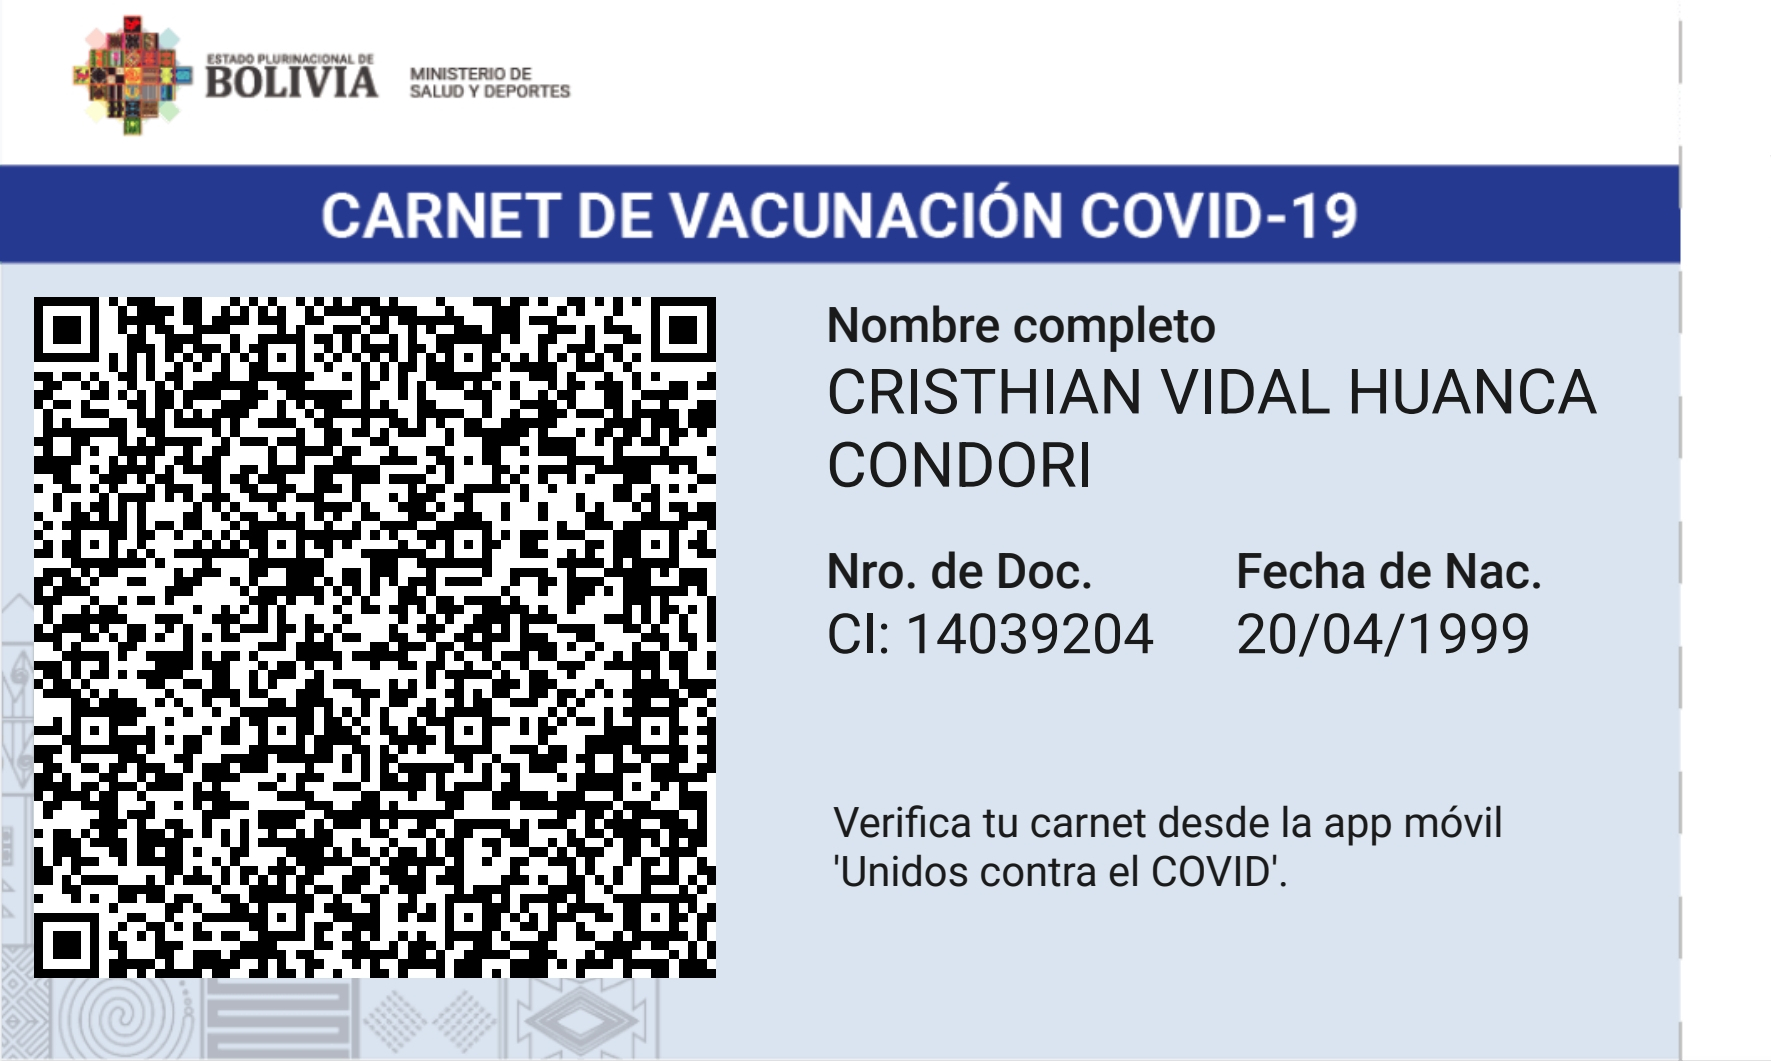 ESTADO PLURINACIONAL DE
BOLIVIA
MINISTERIO DE
SALUD Y DEPORTES
CARNET DE VACUNACIÓN COVID-19
Nombre completo
CRISTHIAN VIDAL HUANCA
CONDORI
Nro. de Doc. Fecha de Nac.
CI: 14039204 20/04/1999
Verifica tu carnet desde la app móvil
'Unidos contra el COVID'.